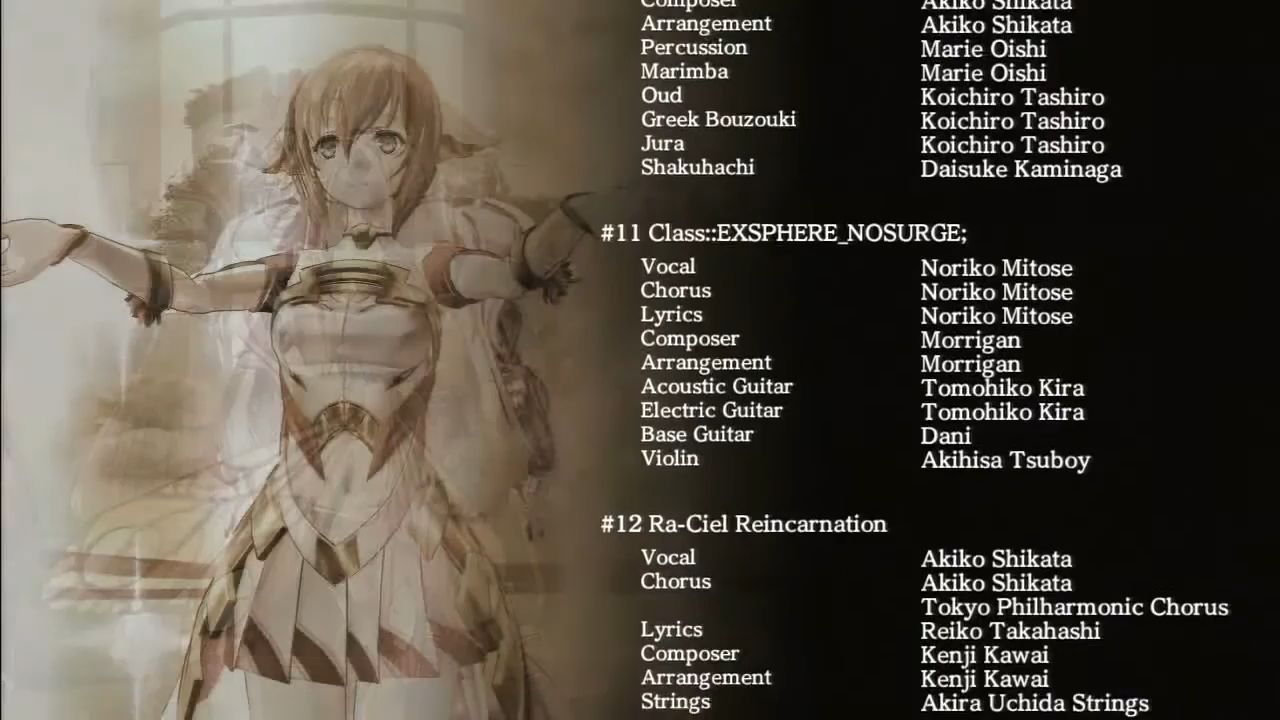 Composer Akiko Shikata
Arrangement Akiko Shikata
Percussion Marie Oishi
Marimba Marie Oishi
Oud Koichiro Tashiro
Greek Bouzouki Koichiro Tashiro
Jura Koichiro Tashiro
Shakuhachi Daisuke Kaminaga
#11 Class::EXSPHERE_NOSURGE;
Vocal Noriko Mitose
Chorus Noriko Mitose
Lyrics Noriko Mitose
Composer Morrigan
Arrangement Morrigan
Acoustic Guitar Tomohiko Kira
Electric Guitar Tomohiko Kira
Base Guitar Dani
Violin Akihisa Tsuboy
#12 Ra-Ciel Reincarnation
Vocal Akiko Shikata
Chorus Akiko Shikata
Tokyo Philharmonic Chorus
Lyrics Reiko Takahashi
Composer Kenji Kawai
Arrangement Kenji Kawai
Strings Akira Uchida Strings